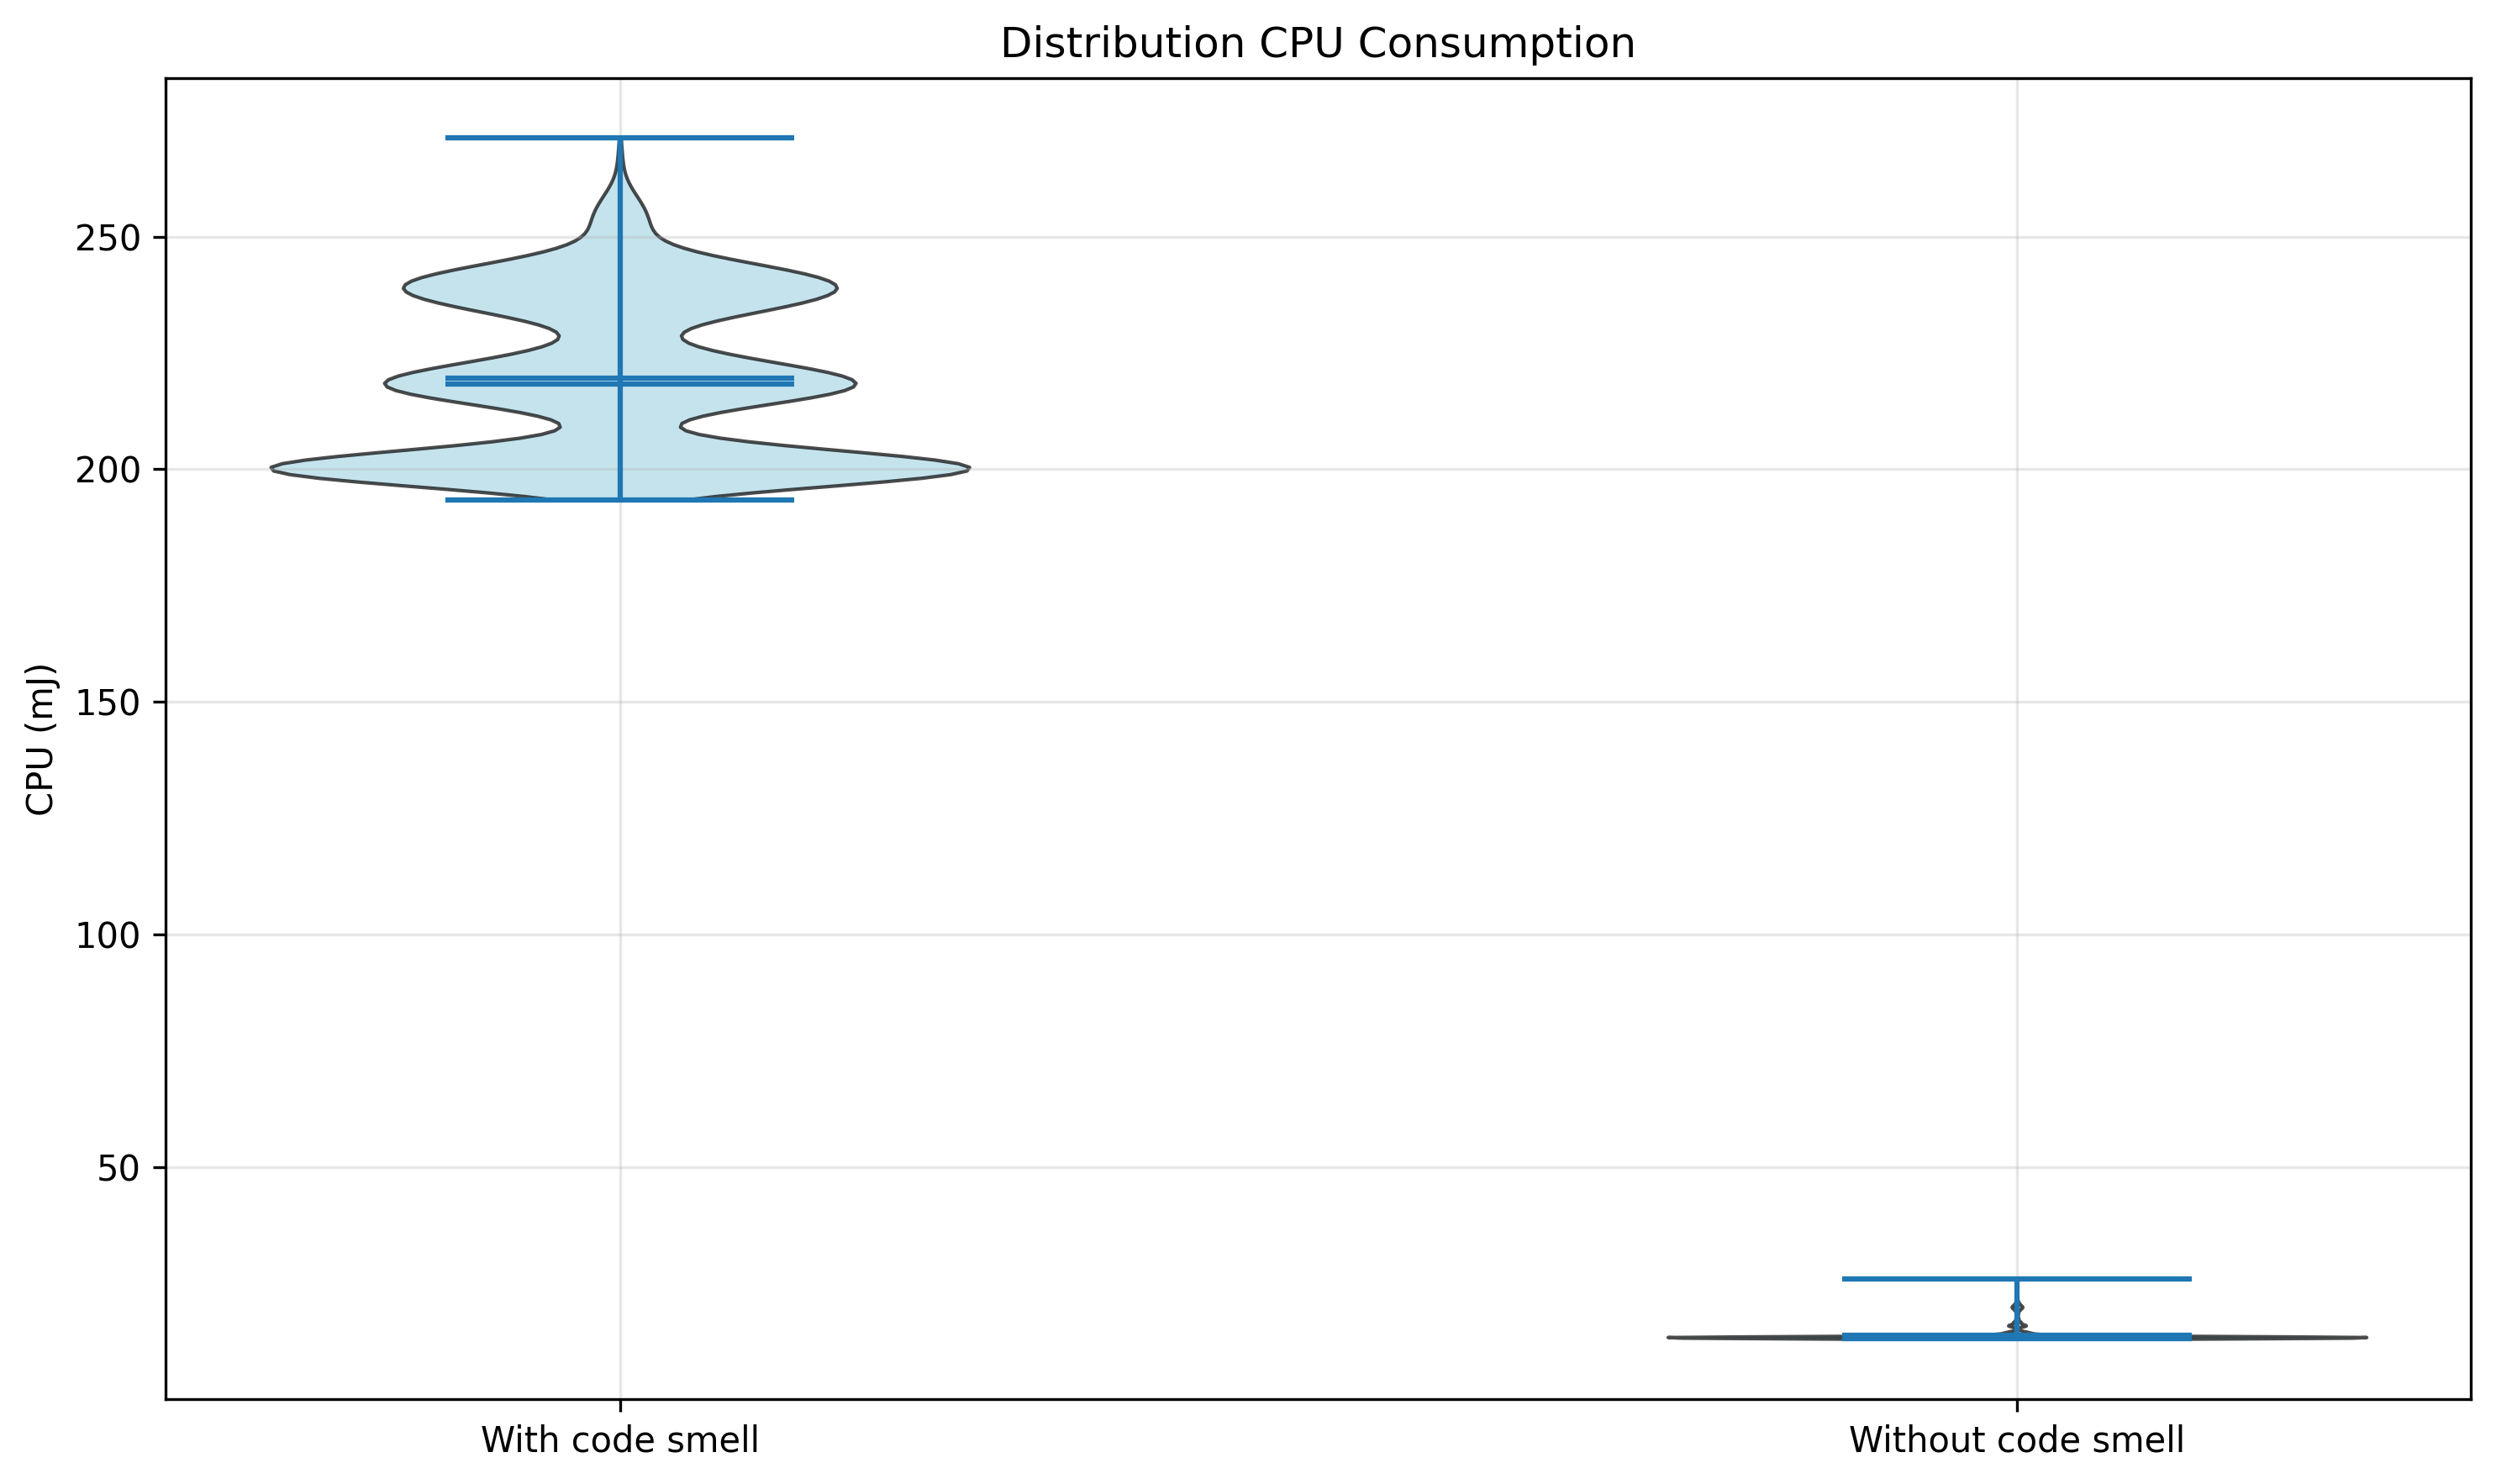 Distribution CPU Consumption
CPU (mJ)
250
200
150
100
50
With code smell
Without code smell